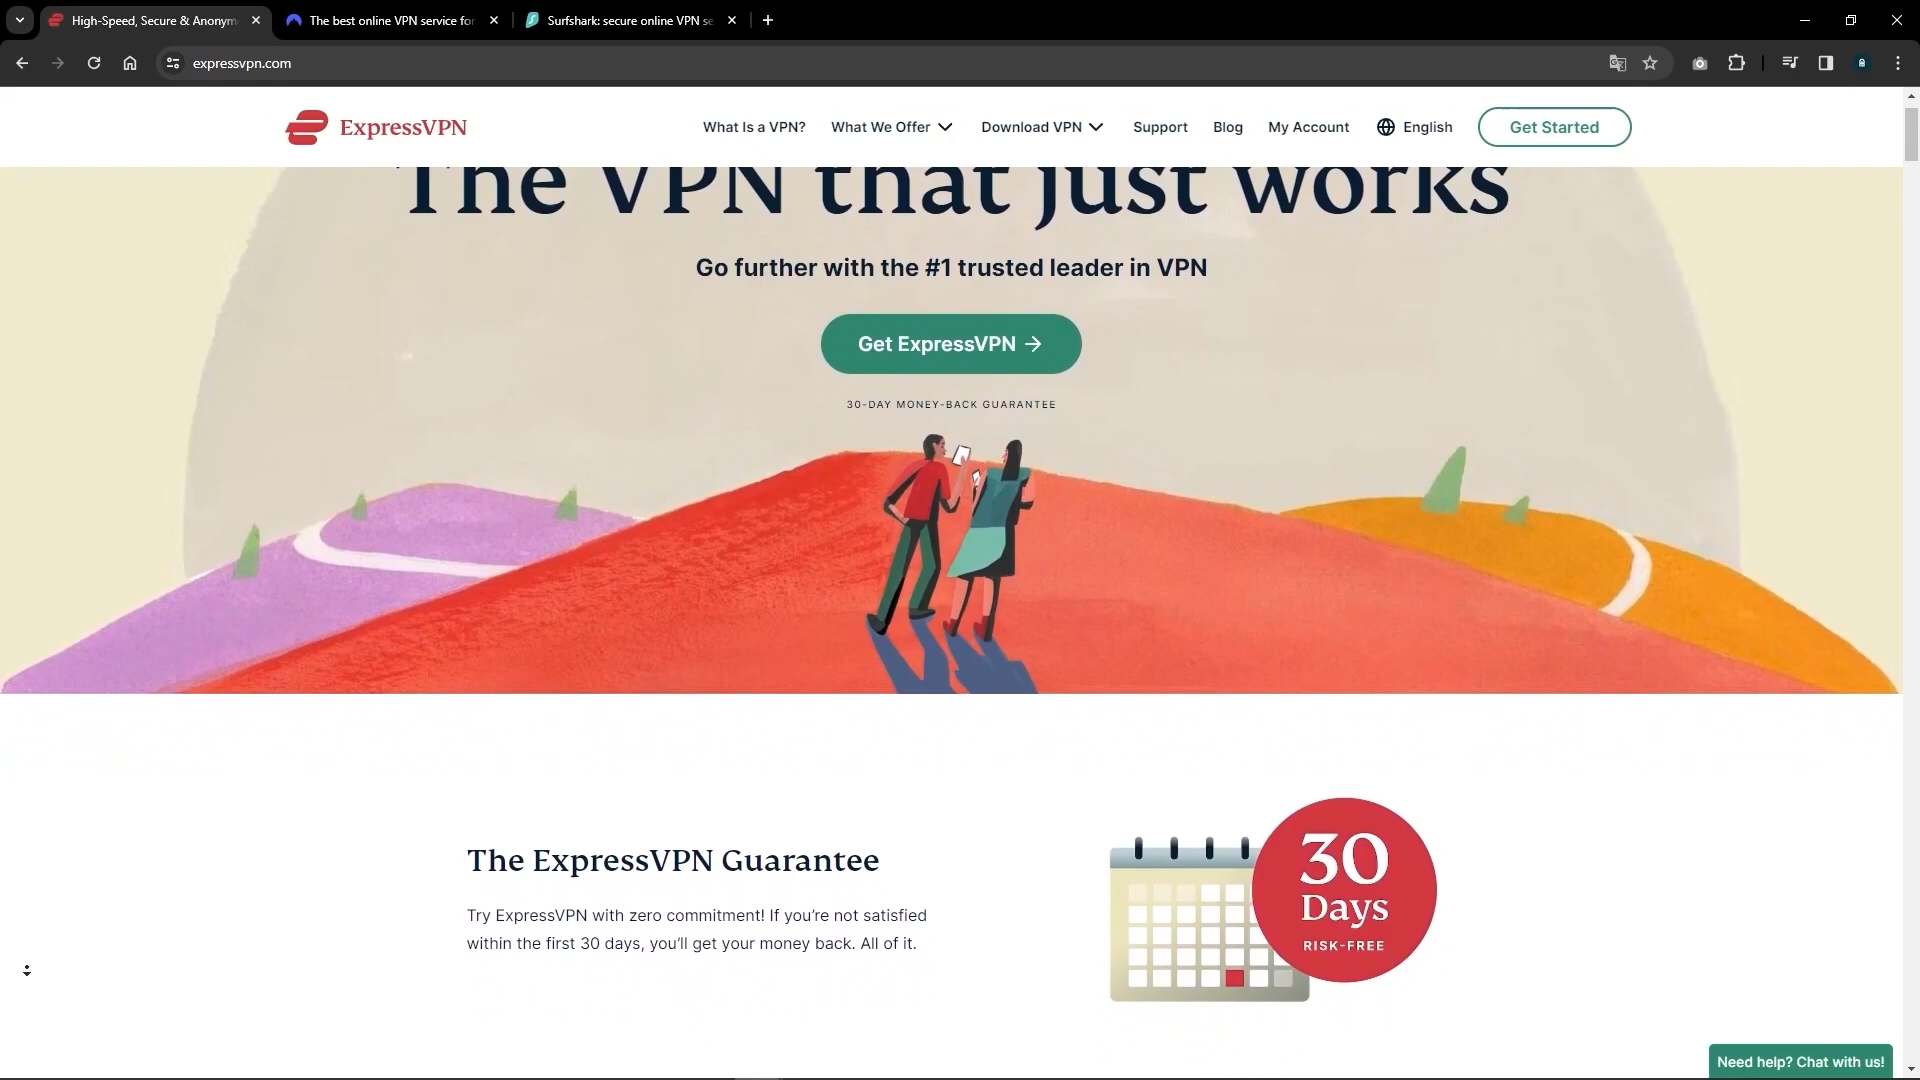 High-Speed, Secure & Anonym
The best online VPN service for
Surfshark: secure online VPN se
expressvpn.com
ExpressVPN
What Is a VPN?
What We Offer
Download VPN
Support
Blog
My Account
English
Get Started
The VPN that just works
Go further with the #1 trusted leader in VPN
Get ExpressVPN →
30-DAY MONEY-BACK GUARANTEE
The ExpressVPN Guarantee
Try ExpressVPN with zero commitment! If you’re not satisfied
within the first 30 days, you’ll get your money back. All of it.
30
Days
RISK-FREE
Need help? Chat with us!